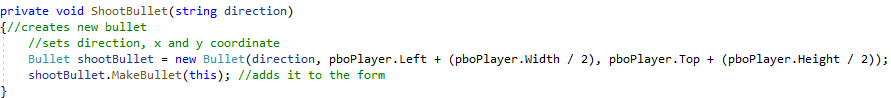 private void ShootBullet(string direction)
{//creates new bullet
//sets direction, x and y coordinate
Bullet shootBullet = new Bullet(direction, pboPlayer.Left + (pboPlayer.Width / 2), pboPlayer.Top + (pboPlayer.Height / 2));
shootBullet.MakeBullet(this); //adds it to the form
}